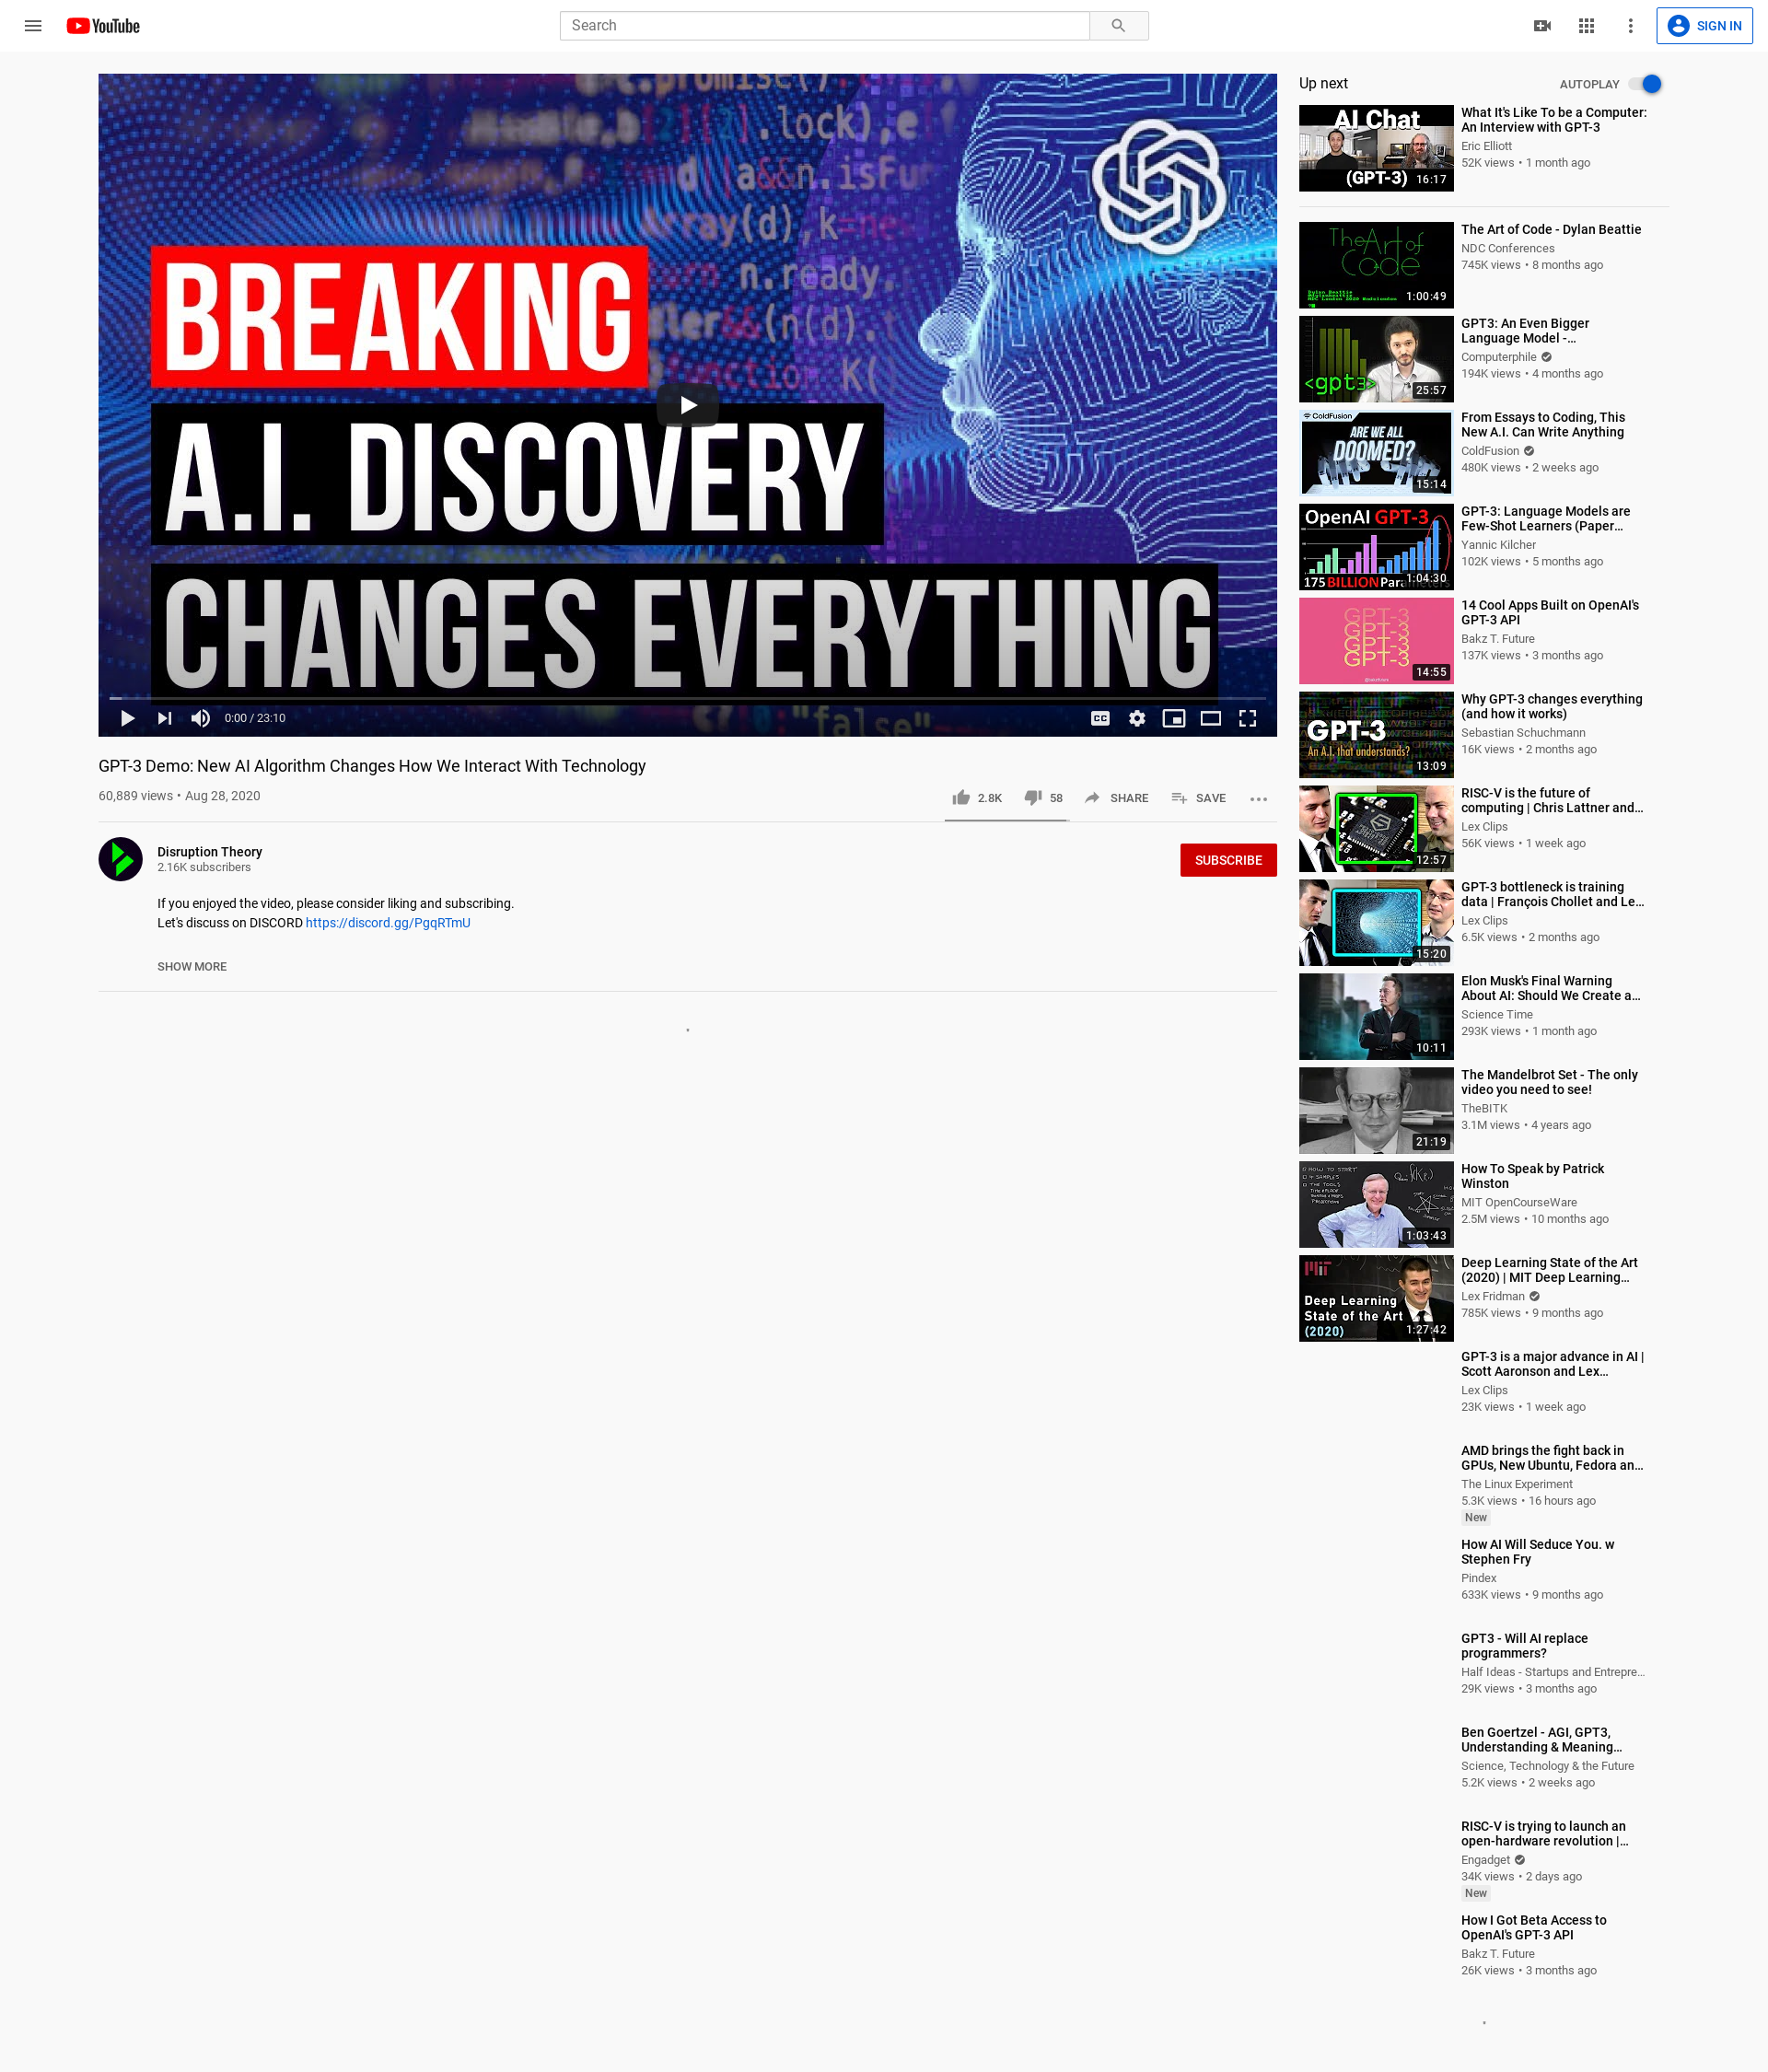 YouTube
Search
SIGN IN
.lock),e
Array(d),k=
n.ready,
BREAKING
A.I. DISCOVERY
CHANGES EVERYTHING
0:00 / 23:10
CC
GPT-3 Demo: New AI Algorithm Changes How We Interact With Technology
60,889 views • Aug 28, 2020
2.8K
58
SHARE
SAVE
Disruption Theory
2.16K subscribers
SUBSCRIBE
If you enjoyed the video, please consider liking and subscribing.
Let's discuss on DISCORD https://discord.gg/PgqRTmU
SHOW MORE
Up next
AUTOPLAY
AI Chat
(GPT-3)
16:17
What It's Like To be a Computer:
An Interview with GPT-3
Eric Elliott
52K views • 1 month ago
The Art of
Code
1:00:49
The Art of Code - Dylan Beattie
NDC Conferences
745K views • 8 months ago
<gpt3>
25:57
GPT3: An Even Bigger
Language Model -…
Computerphile
194K views • 4 months ago
ColdFusion
ARE WE ALL
DOOMED?
15:14
From Essays to Coding, This
New A.I. Can Write Anything
ColdFusion
480K views • 2 weeks ago
OpenAI GPT-3
175 BILLION Parameters
1:04:30
GPT-3: Language Models are
Few-Shot Learners (Paper…
Yannic Kilcher
102K views • 5 months ago
GPT-3
GPT-3
GPT-3
GPT-3
14:55
14 Cool Apps Built on OpenAI's
GPT-3 API
Bakz T. Future
137K views • 3 months ago
GPT-3
An A.I. that understands?
13:09
Why GPT-3 changes everything
(and how it works)
Sebastian Schuchmann
16K views • 2 months ago
12:57
RISC-V is the future of
computing | Chris Lattner and…
Lex Clips
56K views • 1 week ago
15:20
GPT-3 bottleneck is training
data | François Chollet and Le…
Lex Clips
6.5K views • 2 months ago
10:11
Elon Musk's Final Warning
About AI: Should We Create a…
Science Time
293K views • 1 month ago
21:19
The Mandelbrot Set - The only
video you need to see!
TheBITK
3.1M views • 4 years ago
1:03:43
How To Speak by Patrick
Winston
MIT OpenCourseWare
2.5M views • 10 months ago
MIT
Deep Learning
State of the Art
(2020)
1:27:42
Deep Learning State of the Art
(2020) | MIT Deep Learning…
Lex Fridman
785K views • 9 months ago
GPT-3 is a major advance in AI |
Scott Aaronson and Lex…
Lex Clips
23K views • 1 week ago
AMD brings the fight back in
GPUs, New Ubuntu, Fedora an…
The Linux Experiment
5.3K views • 16 hours ago
New
How AI Will Seduce You. w
Stephen Fry
Pindex
633K views • 9 months ago
GPT3 - Will AI replace
programmers?
Half Ideas - Startups and Entrepre…
29K views • 3 months ago
Ben Goertzel - AGI, GPT3,
Understanding & Meaning…
Science, Technology & the Future
5.2K views • 2 weeks ago
RISC-V is trying to launch an
open-hardware revolution |…
Engadget
34K views • 2 days ago
New
How I Got Beta Access to
OpenAI's GPT-3 API
Bakz T. Future
26K views • 3 months ago